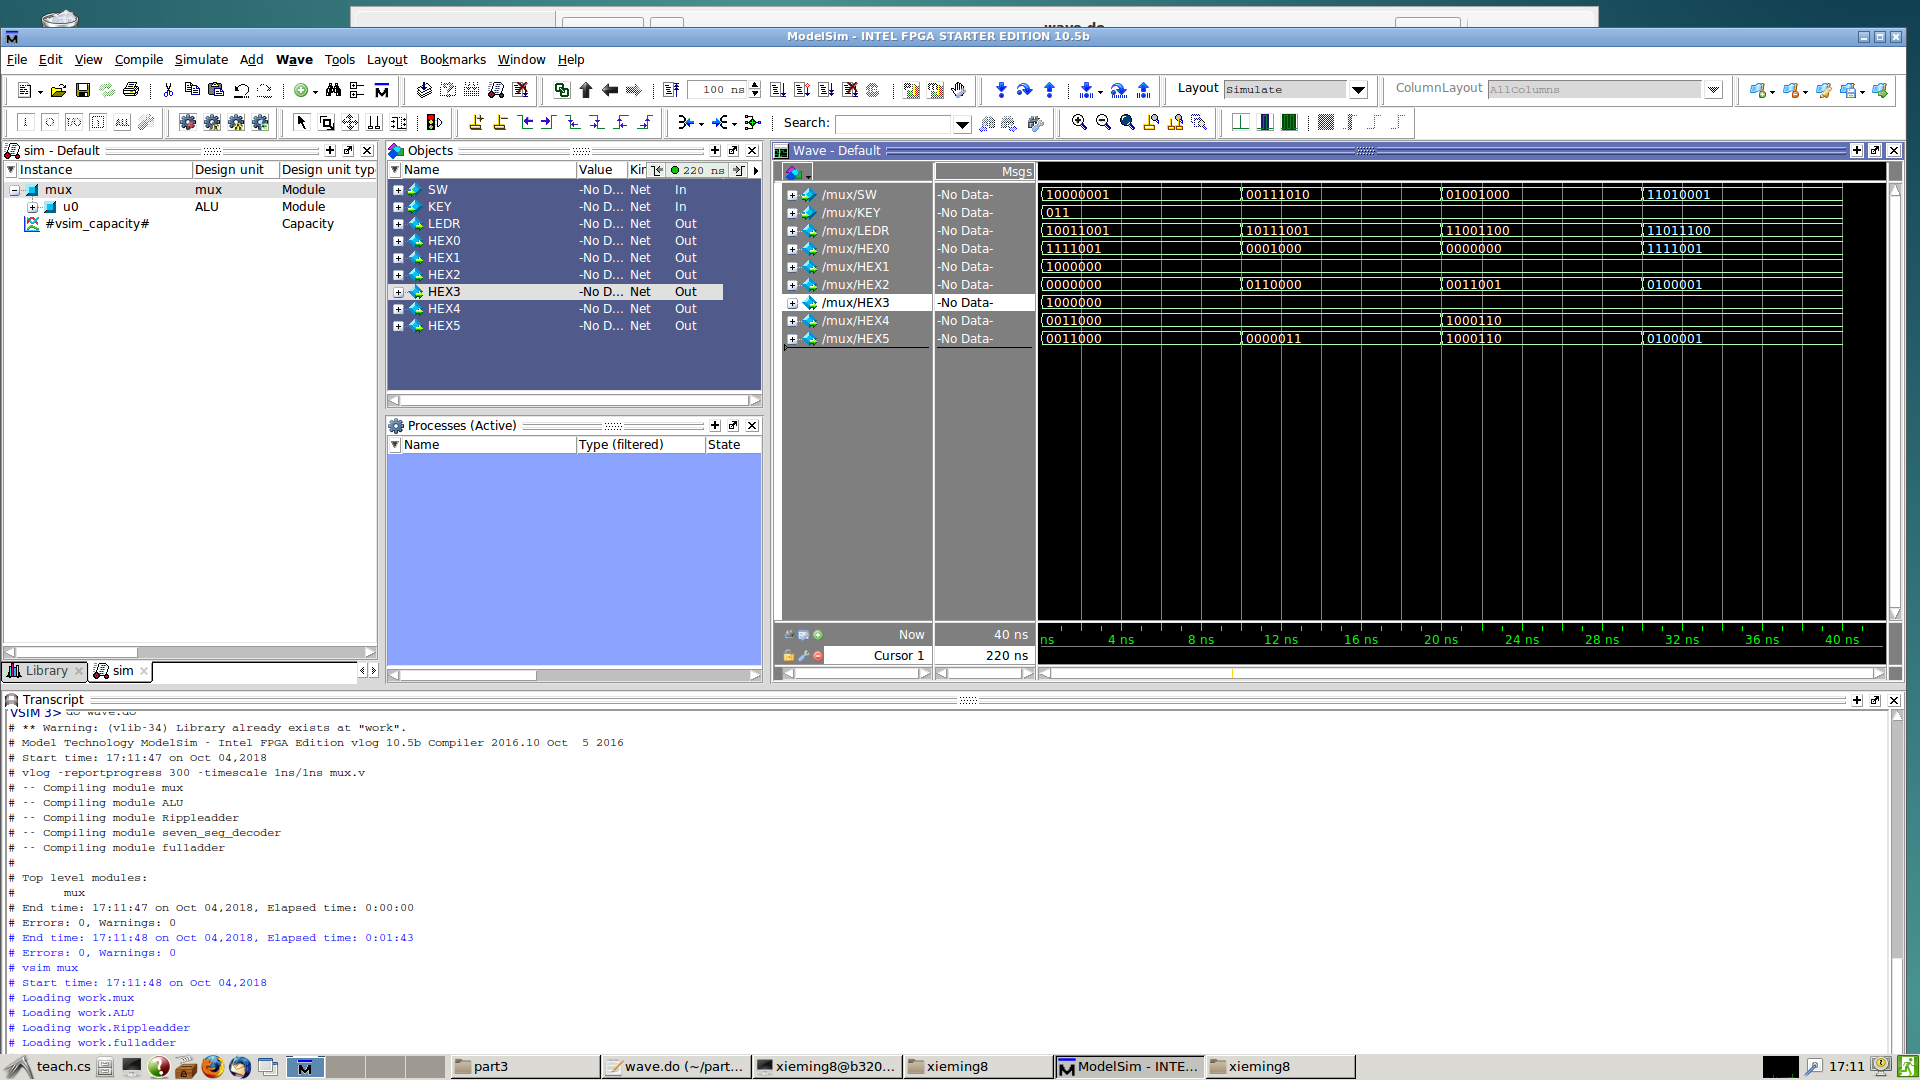 ModelSim - INTEL FPGA STARTER EDITION 10.5b
File Edit View Compile Simulate Add Wave Tools Layout Bookmarks Window Help
100 ns
Layout Simulate
ColumnLayout AllColumns
Search:
sim - Default
Instance Design unit Design unit type
mux mux Module
u0 ALU Module
#vsim_capacity# Capacity
Library
sim
Objects
Name Value Kin 220 ns
SW -No D... Net In
KEY -No D... Net In
LEDR -No D... Net Out
HEX0 -No D... Net Out
HEX1 -No D... Net Out
HEX2 -No D... Net Out
HEX3 -No D... Net Out
HEX4 -No D... Net Out
HEX5 -No D... Net Out
Processes (Active)
Name Type (filtered) State
Wave - Default
Msgs
/mux/SW -No Data- 10000001 00111010 01001000 11010001
/mux/KEY -No Data- 011
/mux/LEDR -No Data- 10011001 10111001 11001100 11011100
/mux/HEX0 -No Data- 1111001 0001000 0000000 1111001
/mux/HEX1 -No Data- 1000000
/mux/HEX2 -No Data- 0000000 0110000 0011001 0100001
/mux/HEX3 -No Data- 1000000
/mux/HEX4 -No Data- 0011000 1000110
/mux/HEX5 -No Data- 0011000 0000011 1000110 0100001
Now 40 ns
ns 4 ns 8 ns 12 ns 16 ns 20 ns 24 ns 28 ns 32 ns 36 ns 40 ns
Cursor 1 220 ns
Transcript
VSIM 3> do wave.do
# ** Warning: (vlib-34) Library already exists at "work".
# Model Technology ModelSim - Intel FPGA Edition vlog 10.5b Compiler 2016.10 Oct  5 2016
# Start time: 17:11:47 on Oct 04,2018
# vlog -reportprogress 300 -timescale 1ns/1ns mux.v
# -- Compiling module mux
# -- Compiling module ALU
# -- Compiling module Rippleadder
# -- Compiling module seven_seg_decoder
# -- Compiling module fulladder
#
# Top level modules:
#       mux
# End time: 17:11:47 on Oct 04,2018, Elapsed time: 0:00:00
# Errors: 0, Warnings: 0
# End time: 17:11:48 on Oct 04,2018, Elapsed time: 0:01:43
# Errors: 0, Warnings: 0
# vsim mux
# Start time: 17:11:48 on Oct 04,2018
# Loading work.mux
# Loading work.ALU
# Loading work.Rippleadder
# Loading work.fulladder
teach.cs
part3
wave.do (~/part...
xieming8@b320...
xieming8
ModelSim - INTE...
xieming8
17:11